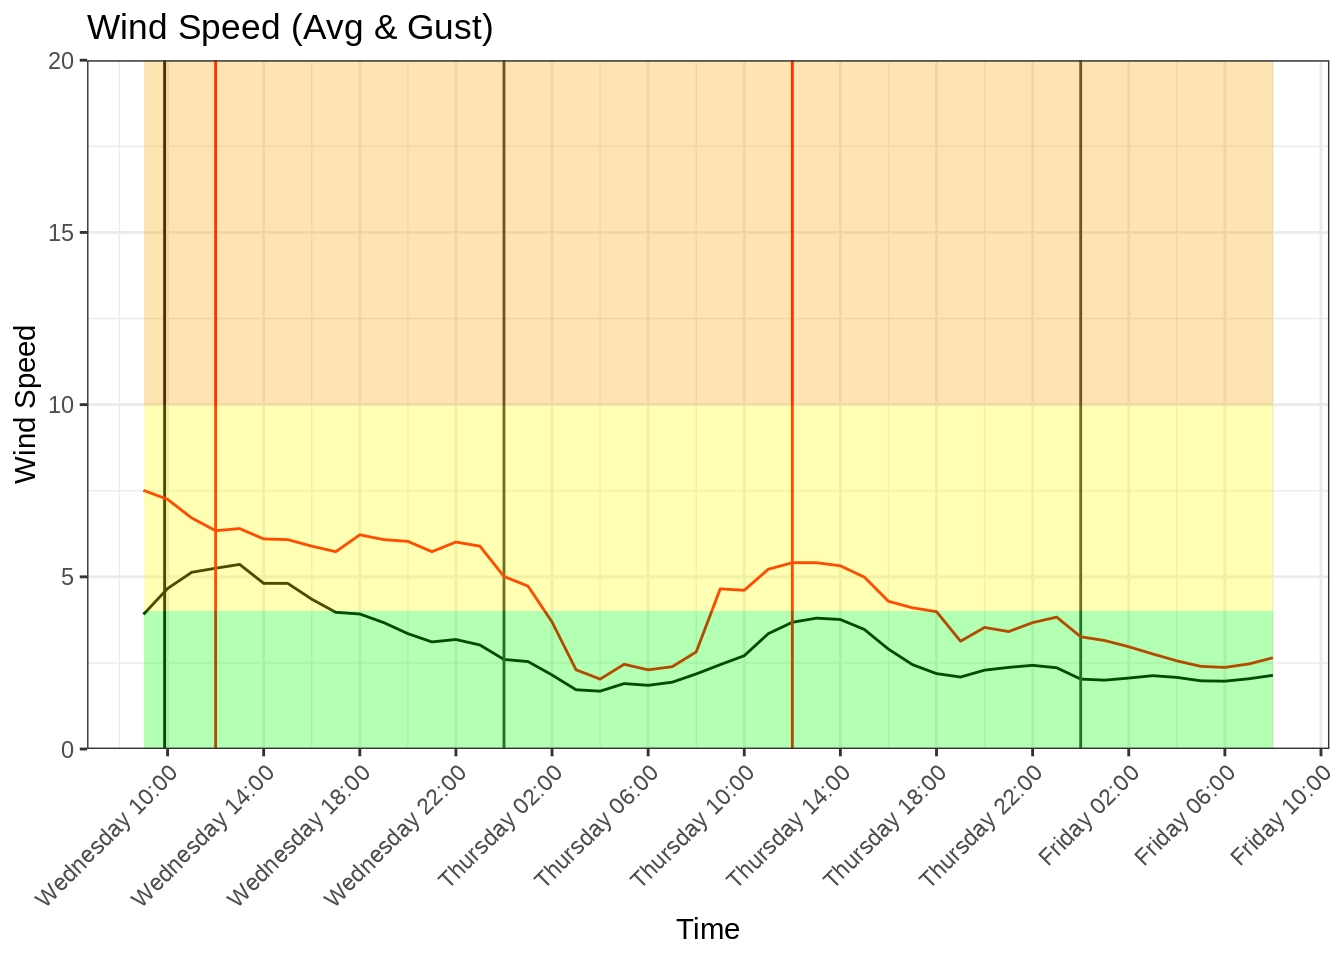 Wind Speed (Avg & Gust)
20
15
10
5
0
Wind Speed
Wednesday 10:00
Wednesday 14:00
Wednesday 18:00
Wednesday 22:00
Thursday 02:00
Thursday 06:00
Thursday 10:00
Thursday 14:00
Thursday 18:00
Thursday 22:00
Friday 02:00
Friday 06:00
Friday 10:00
Time